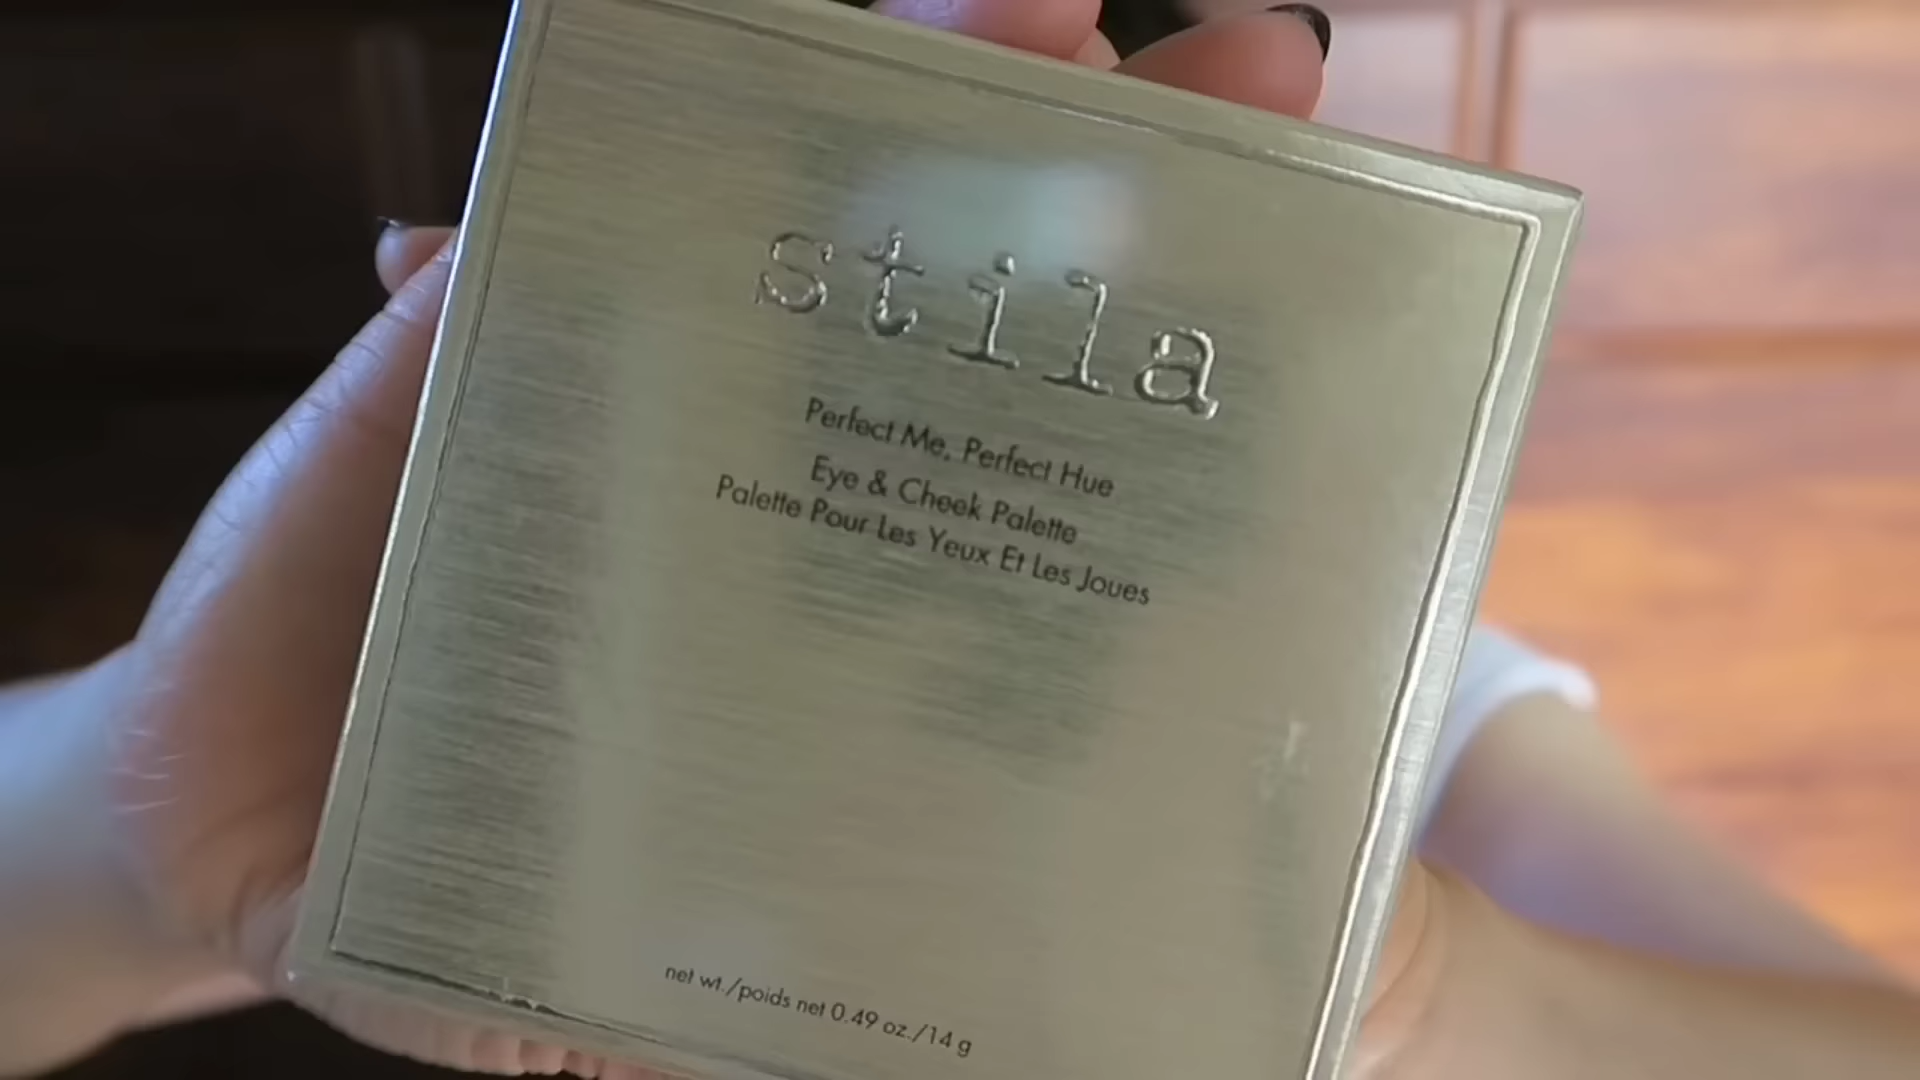 stila
Perfect Me, Perfect Hue
Eye & Cheek Palette
Palette Pour Les Yeux Et Les Joues
net wt./poids net 0.49 oz./14 g